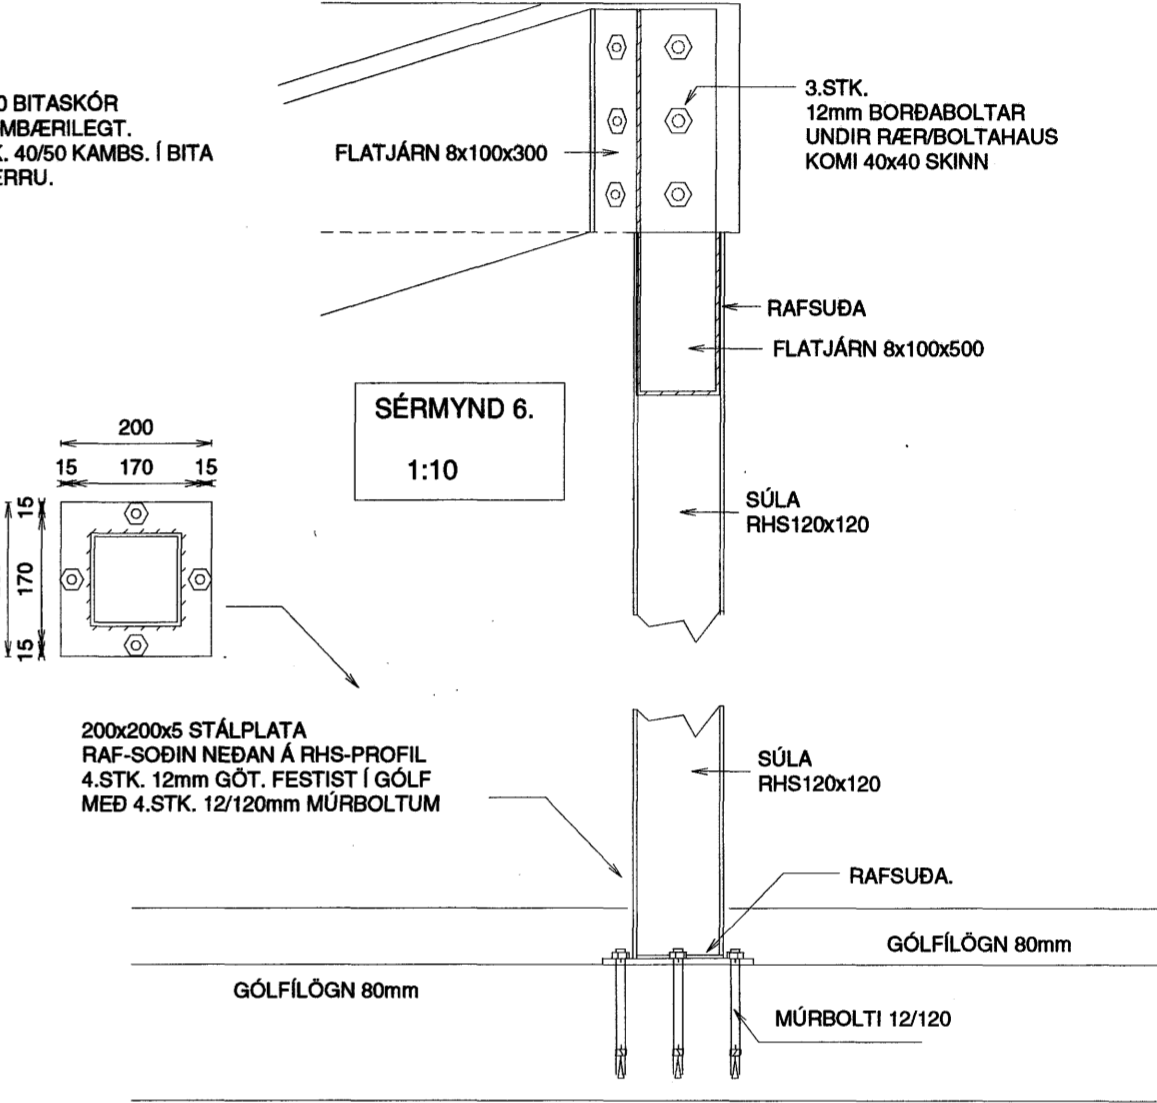 0 BITASKÓR
MBÆRILEGT.
40/50 KAMBS. Í BITA
ERRU.
FLATJÁRN 8x100x300
3.STK.
12mm BORÐABOLTAR
UNDIR RÆR/BOLTAHAUS
KOMI 40x40 SKINN
RAFSUÐA
FLATJÁRN 8x100x500
SÉRMYND 6.
1:10
200
15 170 15
15
170
15
SÚLA
RHS120x120
200x200x5 STÁLPLATA
RAF-SOÐIN NEÐAN Á RHS-PROFIL
4.STK. 12mm GÖT. FESTIST Í GÓLF
MEÐ 4.STK. 12/120mm MÚRBOLTUM
SÚLA
RHS120x120
RAFSUÐA.
GÓLFÍLÖGN 80mm
GÓLFÍLÖGN 80mm
MÚRBOLTI 12/120